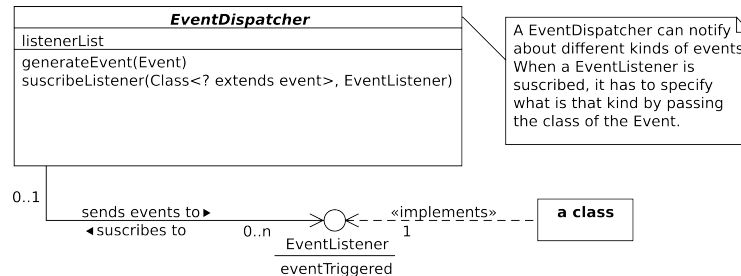 EventDispatcher
listenerList
generateEvent(Event)
suscribeListener(Class<? extends event>, EventListener)
A EventDispatcher can notify
about different kinds of events
When a EventListener is
suscribed, it has to specify
what is that kind by passing
the class of the Event.
0..1
sends events to ▶
◀ suscribes to
0..n
«implements»
1
a class
EventListener
eventTriggered